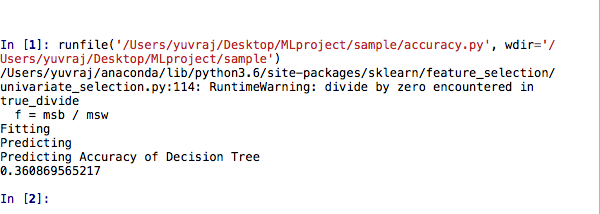 In [1]: runfile('/Users/yuvraj/Desktop/MLproject/sample/accuracy.py', wdir='/
Users/yuvraj/Desktop/MLproject/sample')
/Users/yuvraj/anaconda/lib/python3.6/site-packages/sklearn/feature_selection/
univariate_selection.py:114: RuntimeWarning: divide by zero encountered in
true_divide
  f = msb / msw
Fitting
Predicting
Predicting Accuracy of Decision Tree
0.360869565217
In [2]: